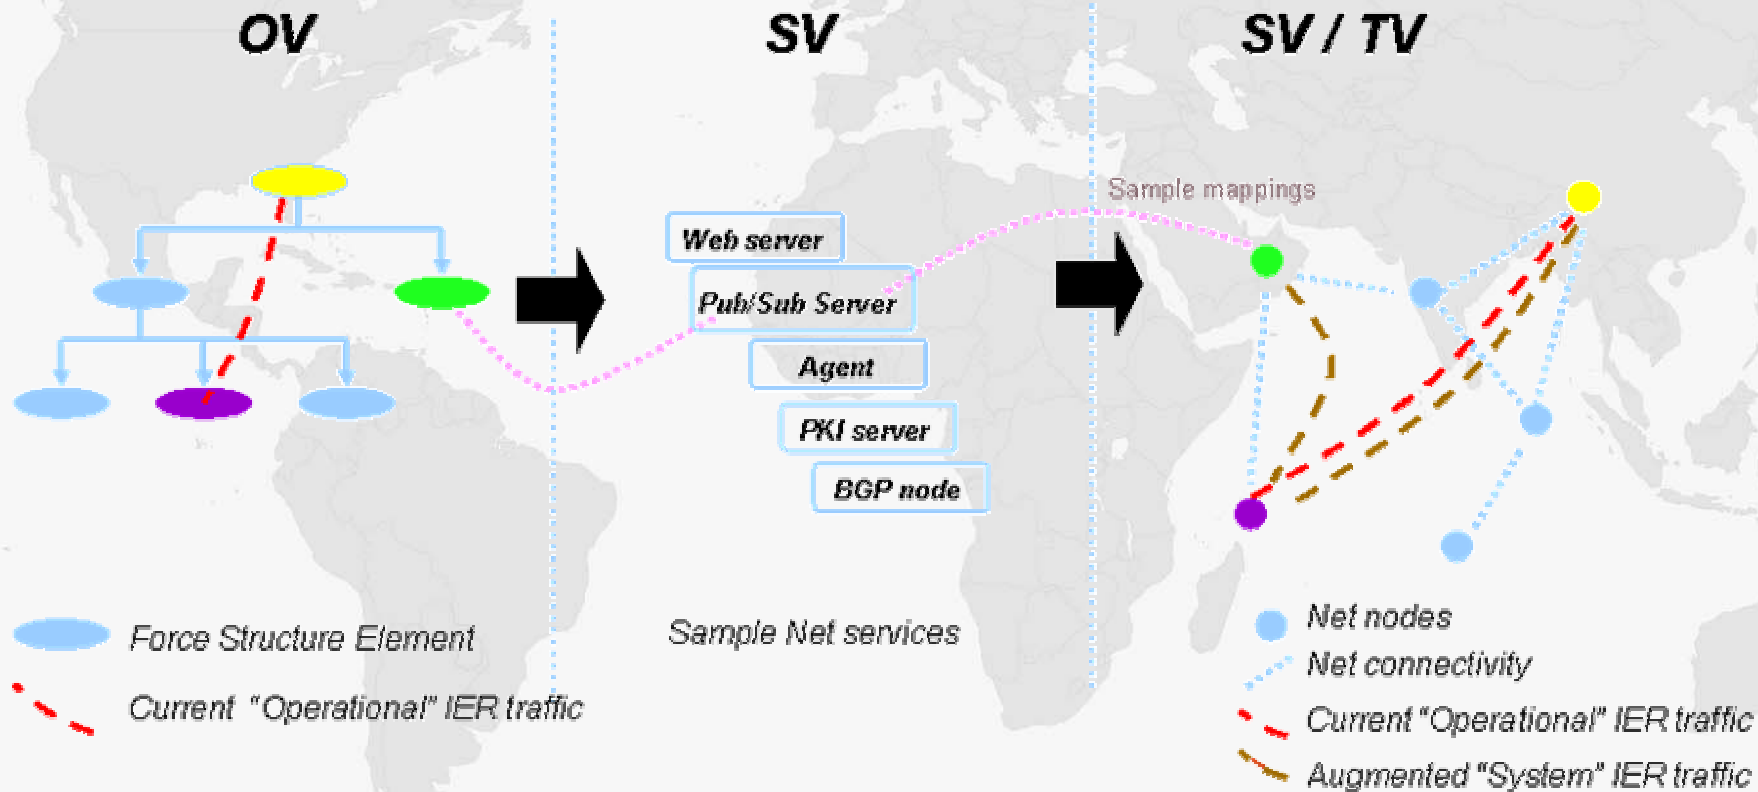 OV
SV
SV / TV
Sample mappings
Web server
Pub/Sub Server
Agent
PKI server
BGP node
Force Structure Element
Current "Operational" IER traffic
Sample Net services
Net nodes
Net connectivity
Current "Operational" IER traffic
Augmented "System" IER traffic